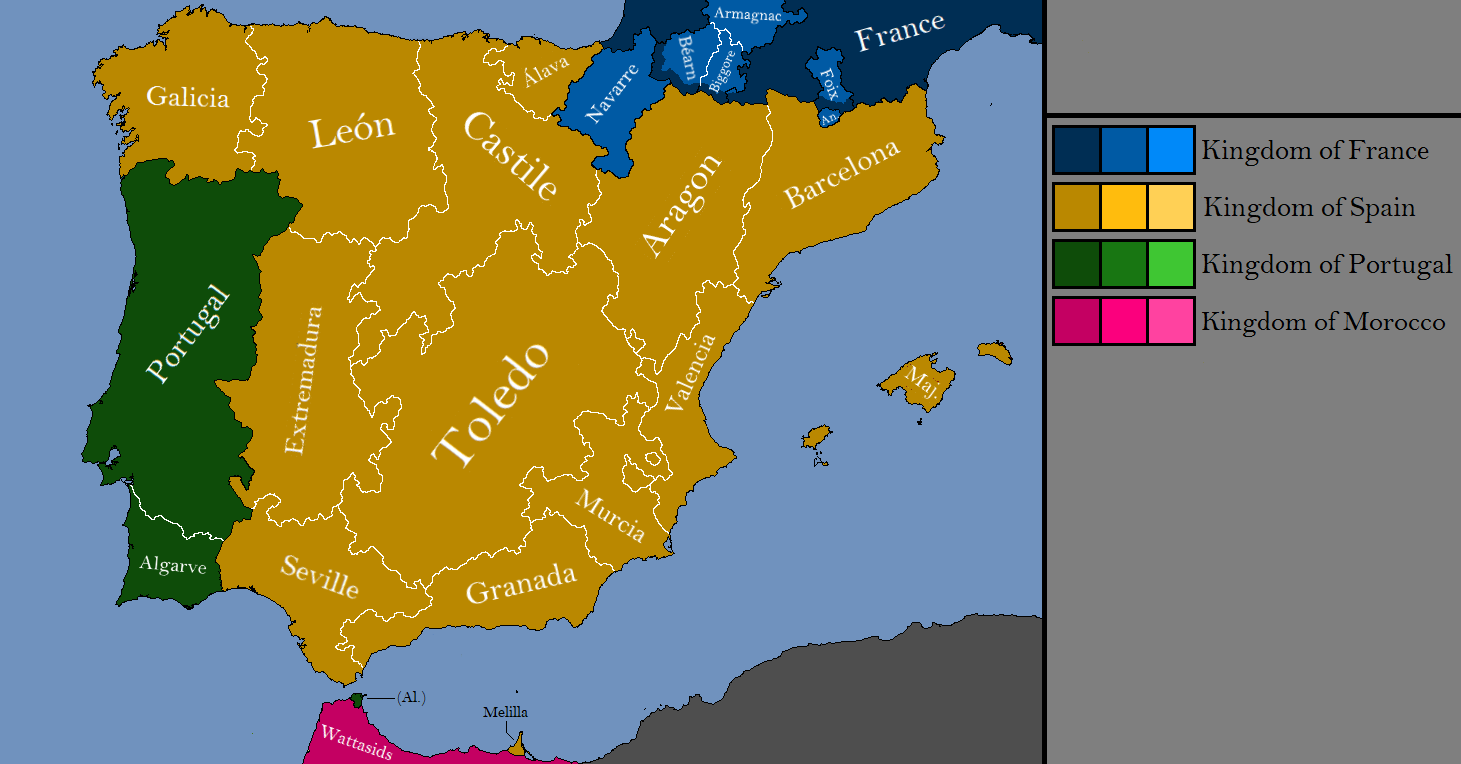 Armagnac
France
Béarn
Biggore
Foix
An.
Navarre
Álava
Galicia
León
Castile
Aragon
Barcelona
Portugal
Extremadura
Toledo
Valencia
Maj.
Murcia
Algarve
Seville
Granada
(Al.)
Melilla
Wattasids
Kingdom of France
Kingdom of Spain
Kingdom of Portugal
Kingdom of Morocco